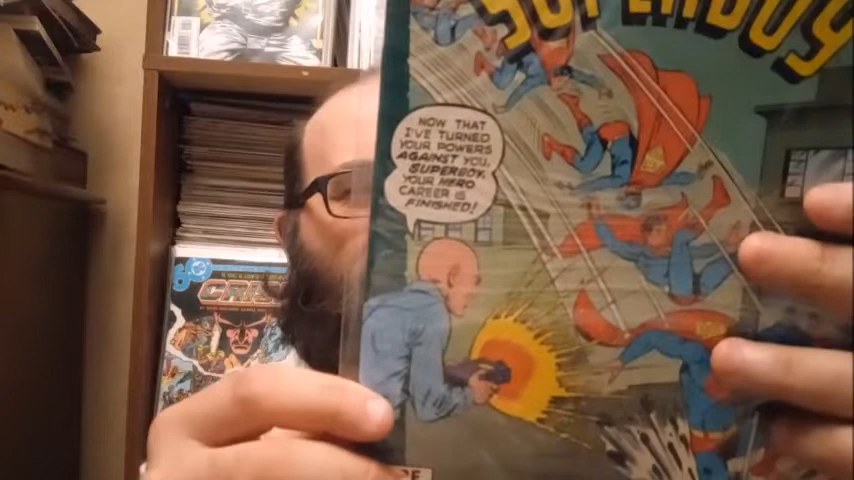 SUPERBOY
NOW THAT
I'VE TURNED
YOUR POWERS
AGAINST YOU,
SUPERBOY,
YOUR HERO
CAREER IS
FINISHED!
DC
CRISIS